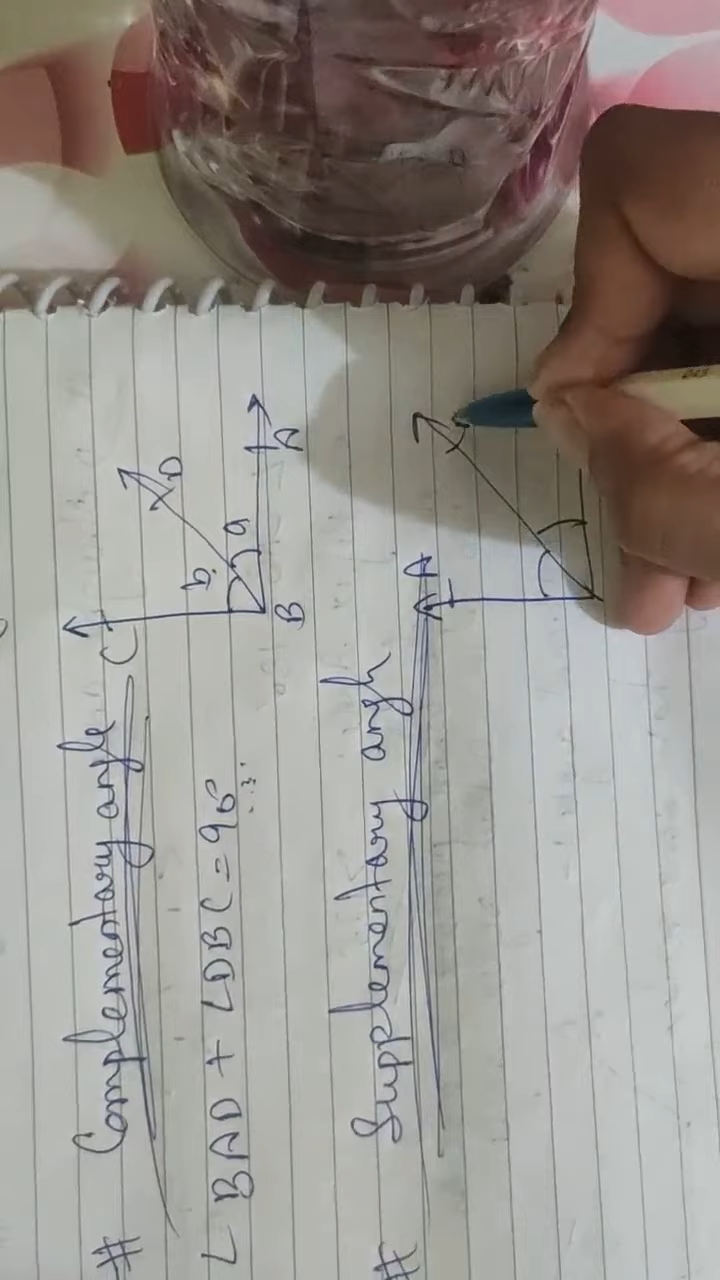 # Complementary angle
C
b
D
a
B
A
∠BAD + ∠DBC = 90°
# Supplementary angle
A